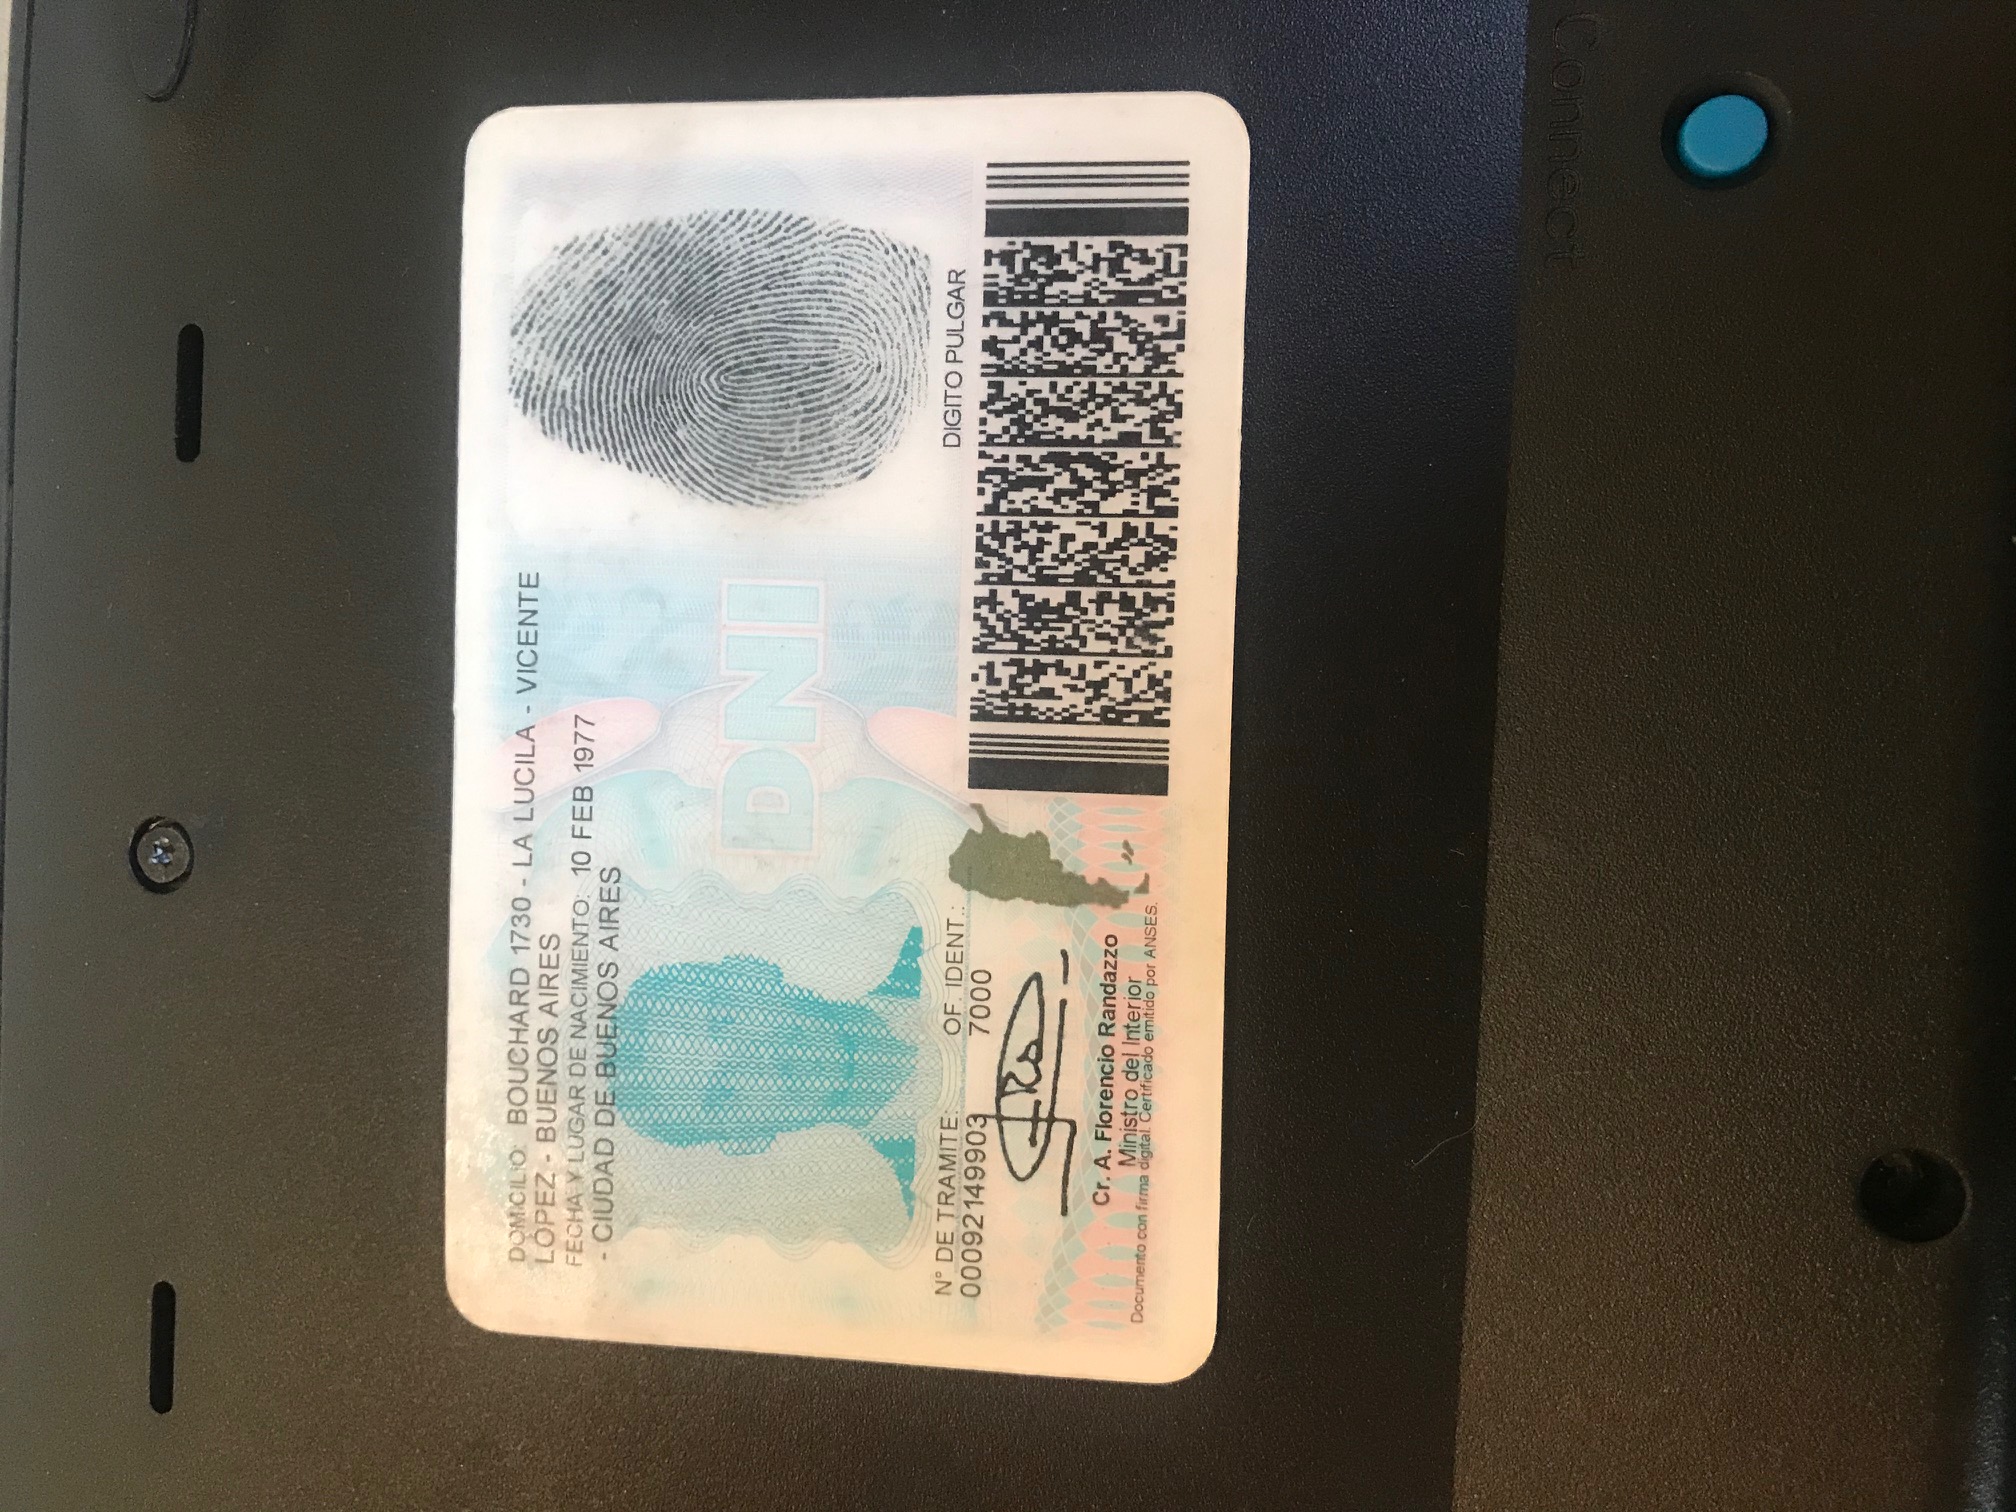 DOMICILIO: BOUCHARD 1730 - LA LUCILA - VICENTE
LÓPEZ - BUENOS AIRES
FECHA Y LUGAR DE NACIMIENTO: 10 FEB 1977
- CIUDAD DE BUENOS AIRES
DNI
N° DE TRAMITE: OF. IDENT.:
00092149903 7000
DIGITO PULGAR
Cr. A. Florencio Randazzo
Ministro del Interior
Documento con firma digital. Certificado emitido por ANSES.
Connect